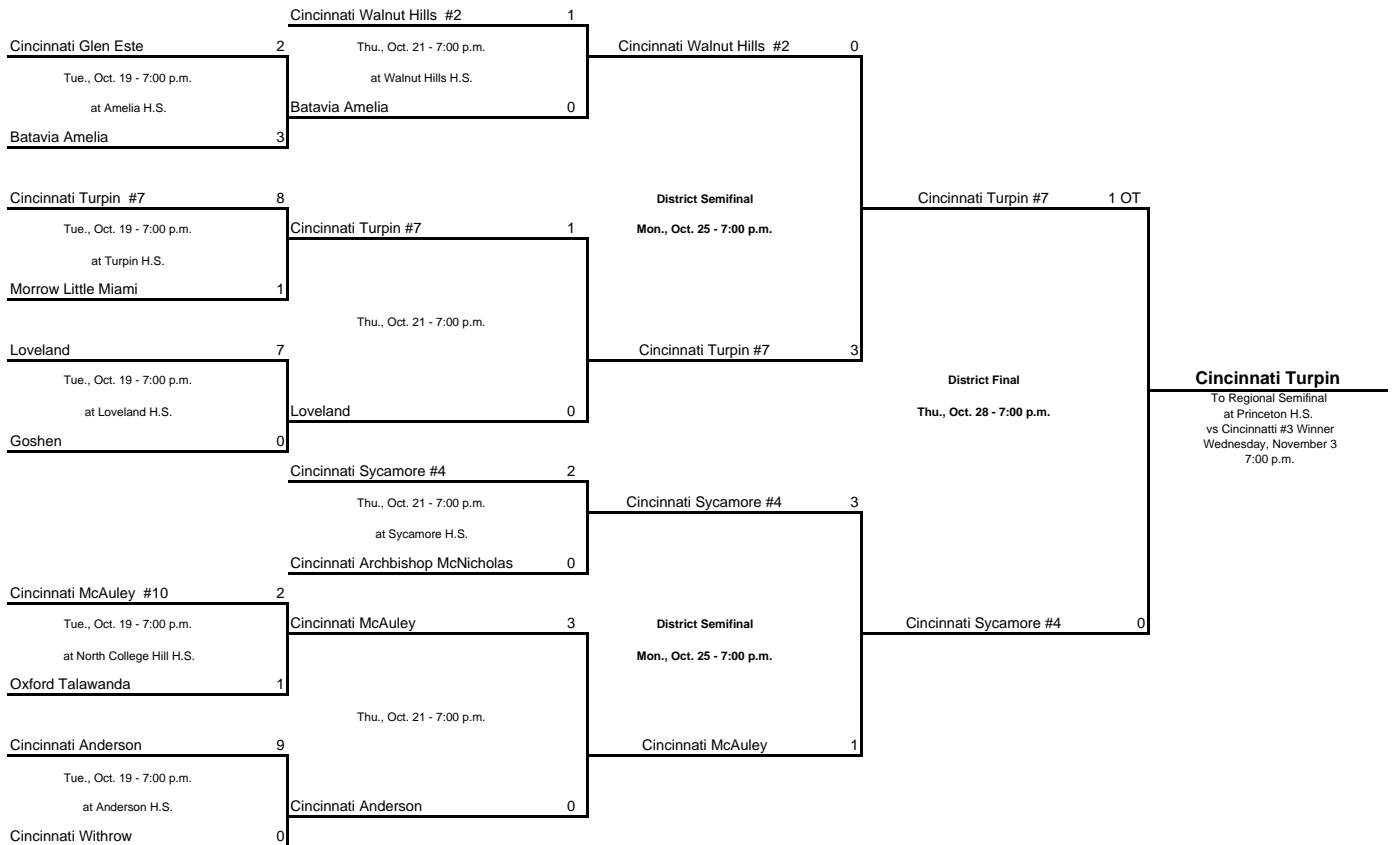 Cincinnati Walnut Hills #2 1
Cincinnati Glen Este 2
Thu., Oct. 21 - 7:00 p.m.
Cincinnati Walnut Hills #2 0
Tue., Oct. 19 - 7:00 p.m.
at Walnut Hills H.S.
at Amelia H.S.
Batavia Amelia 0
Batavia Amelia 3
Cincinnati Turpin #7 8
District Semifinal
Cincinnati Turpin #7 1 OT
Tue., Oct. 19 - 7:00 p.m.
Cincinnati Turpin #7 1
Mon., Oct. 25 - 7:00 p.m.
at Turpin H.S.
Morrow Little Miami 1
Thu., Oct. 21 - 7:00 p.m.
Loveland 7
Cincinnati Turpin #7 3
Tue., Oct. 19 - 7:00 p.m.
District Final
Cincinnati Turpin
To Regional Semifinal
at Loveland H.S.
Loveland 0
Thu., Oct. 28 - 7:00 p.m.
at Princeton H.S.
vs Cincinnatti #3 Winner
Goshen 0
Wednesday, November 3
7:00 p.m.
Cincinnati Sycamore #4 2
Thu., Oct. 21 - 7:00 p.m.
Cincinnati Sycamore #4 3
at Sycamore H.S.
Cincinnati Archbishop McNicholas 0
Cincinnati McAuley #10 2
Tue., Oct. 19 - 7:00 p.m.
Cincinnati McAuley 3
District Semifinal
Cincinnati Sycamore #4 0
at North College Hill H.S.
Mon., Oct. 25 - 7:00 p.m.
Oxford Talawanda 1
Thu., Oct. 21 - 7:00 p.m.
Cincinnati Anderson 9
Cincinnati McAuley 1
Tue., Oct. 19 - 7:00 p.m.
at Anderson H.S.
Cincinnati Anderson 0
Cincinnati Withrow 0